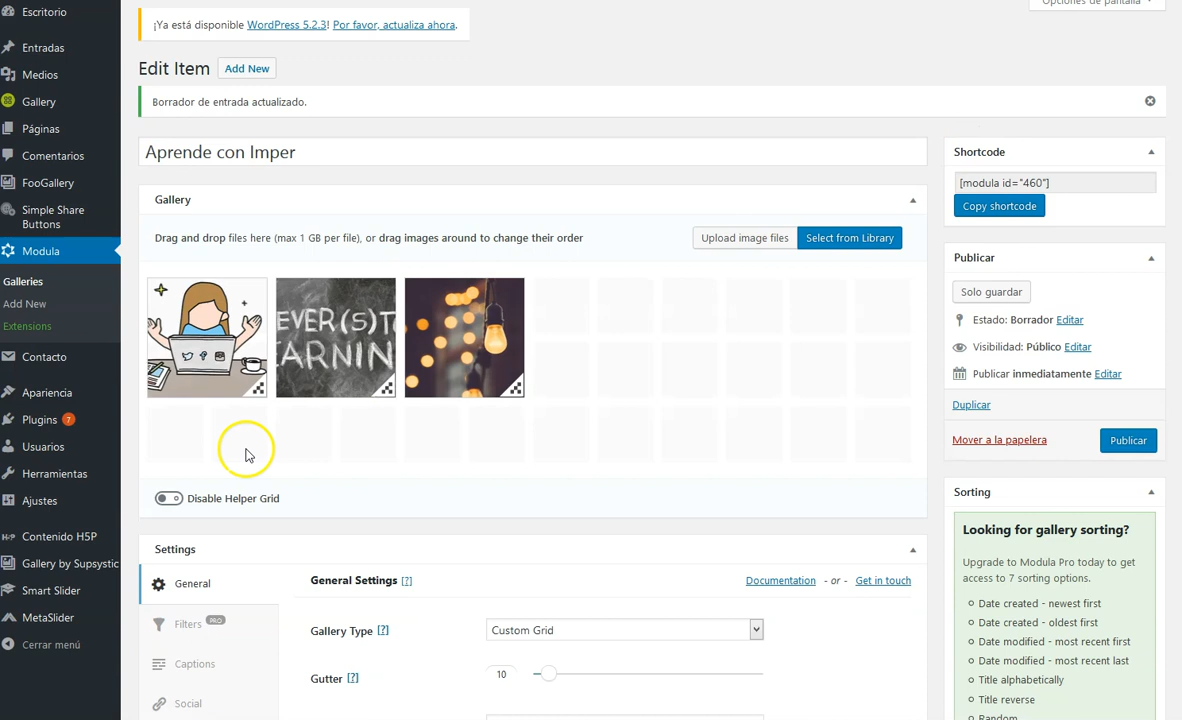 Escritorio
Entradas
Medios
Gallery
Páginas
Comentarios
FooGallery
Simple Share
Buttons
Modula
Galleries
Add New
Extensions
Contacto
Apariencia
Plugins 7
Usuarios
Herramientas
Ajustes
H-P Contenido H5P
Gallery by Supsystic
Smart Slider
MetaSlider
Cerrar menú
Opciones de pantalla
¡Ya está disponible WordPress 5.2.3! Por favor, actualiza ahora.
Edit Item Add New
Borrador de entrada actualizado.
Aprende con Imper
Gallery
Drag and drop files here (max 1 GB per file), or drag images around to change their order
Upload image files Select from Library
EVER(S)T
EARNIN
Disable Helper Grid
Settings
General
Filters PRO
Captions
Social
General Settings [?] Documentation - or - Get in touch
Gallery Type [?] Custom Grid
Gutter [?] 10
Shortcode
[modula id="460"]
Copy shortcode
Publicar
Solo guardar
Estado: Borrador Editar
Visibilidad: Público Editar
Publicar inmediatamente Editar
Duplicar
Mover a la papelera Publicar
Sorting
Looking for gallery sorting?
Upgrade to Modula Pro today to get
access to 7 sorting options.
Date created - newest first
Date created - oldest first
Date modified - most recent first
Date modified - most recent last
Title alphabetically
Title reverse
Random